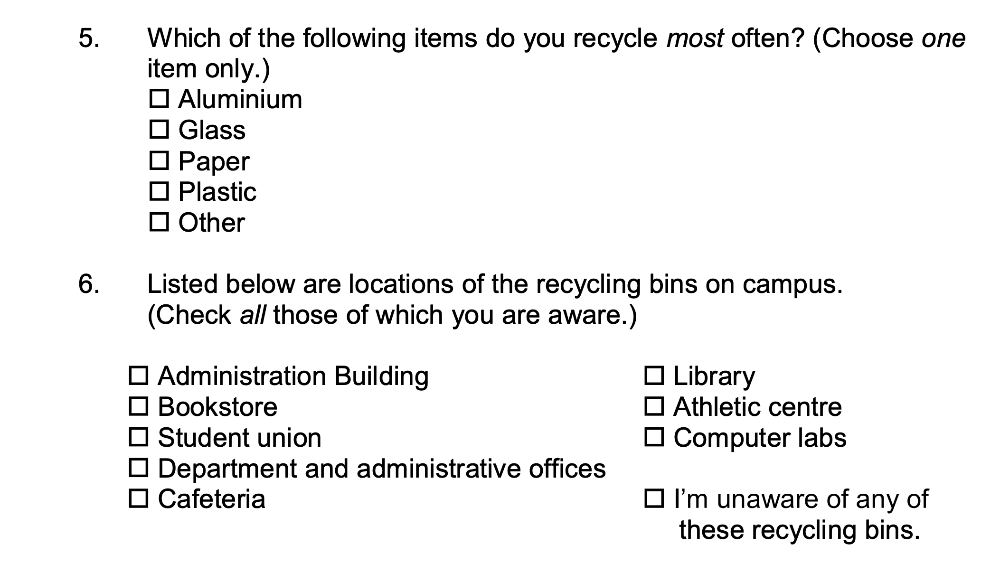 5. Which of the following items do you recycle most often? (Choose one
item only.)
☐ Aluminium
☐ Glass
☐ Paper
☐ Plastic
☐ Other
6. Listed below are locations of the recycling bins on campus.
(Check all those of which you are aware.)
☐ Administration Building
☐ Bookstore
☐ Student union
☐ Department and administrative offices
☐ Cafeteria
☐ Library
☐ Athletic centre
☐ Computer labs
☐ I’m unaware of any of
these recycling bins.